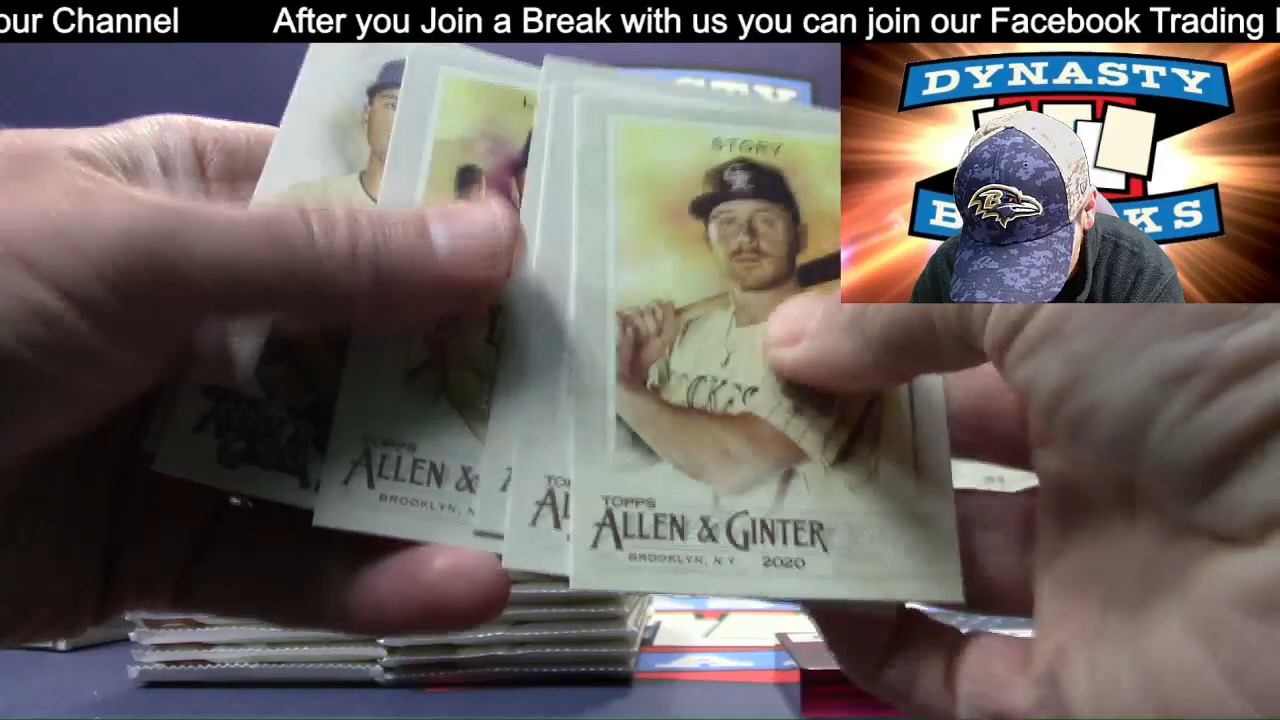 our Channel After you Join a Break with us you can join our Facebook Trading
DYNASTY
STORY
TOPPS
ALLEN & GINTER
BROOKLYN, N Y 2020
TOPPS
ALLEN &
BROOKLYN, N